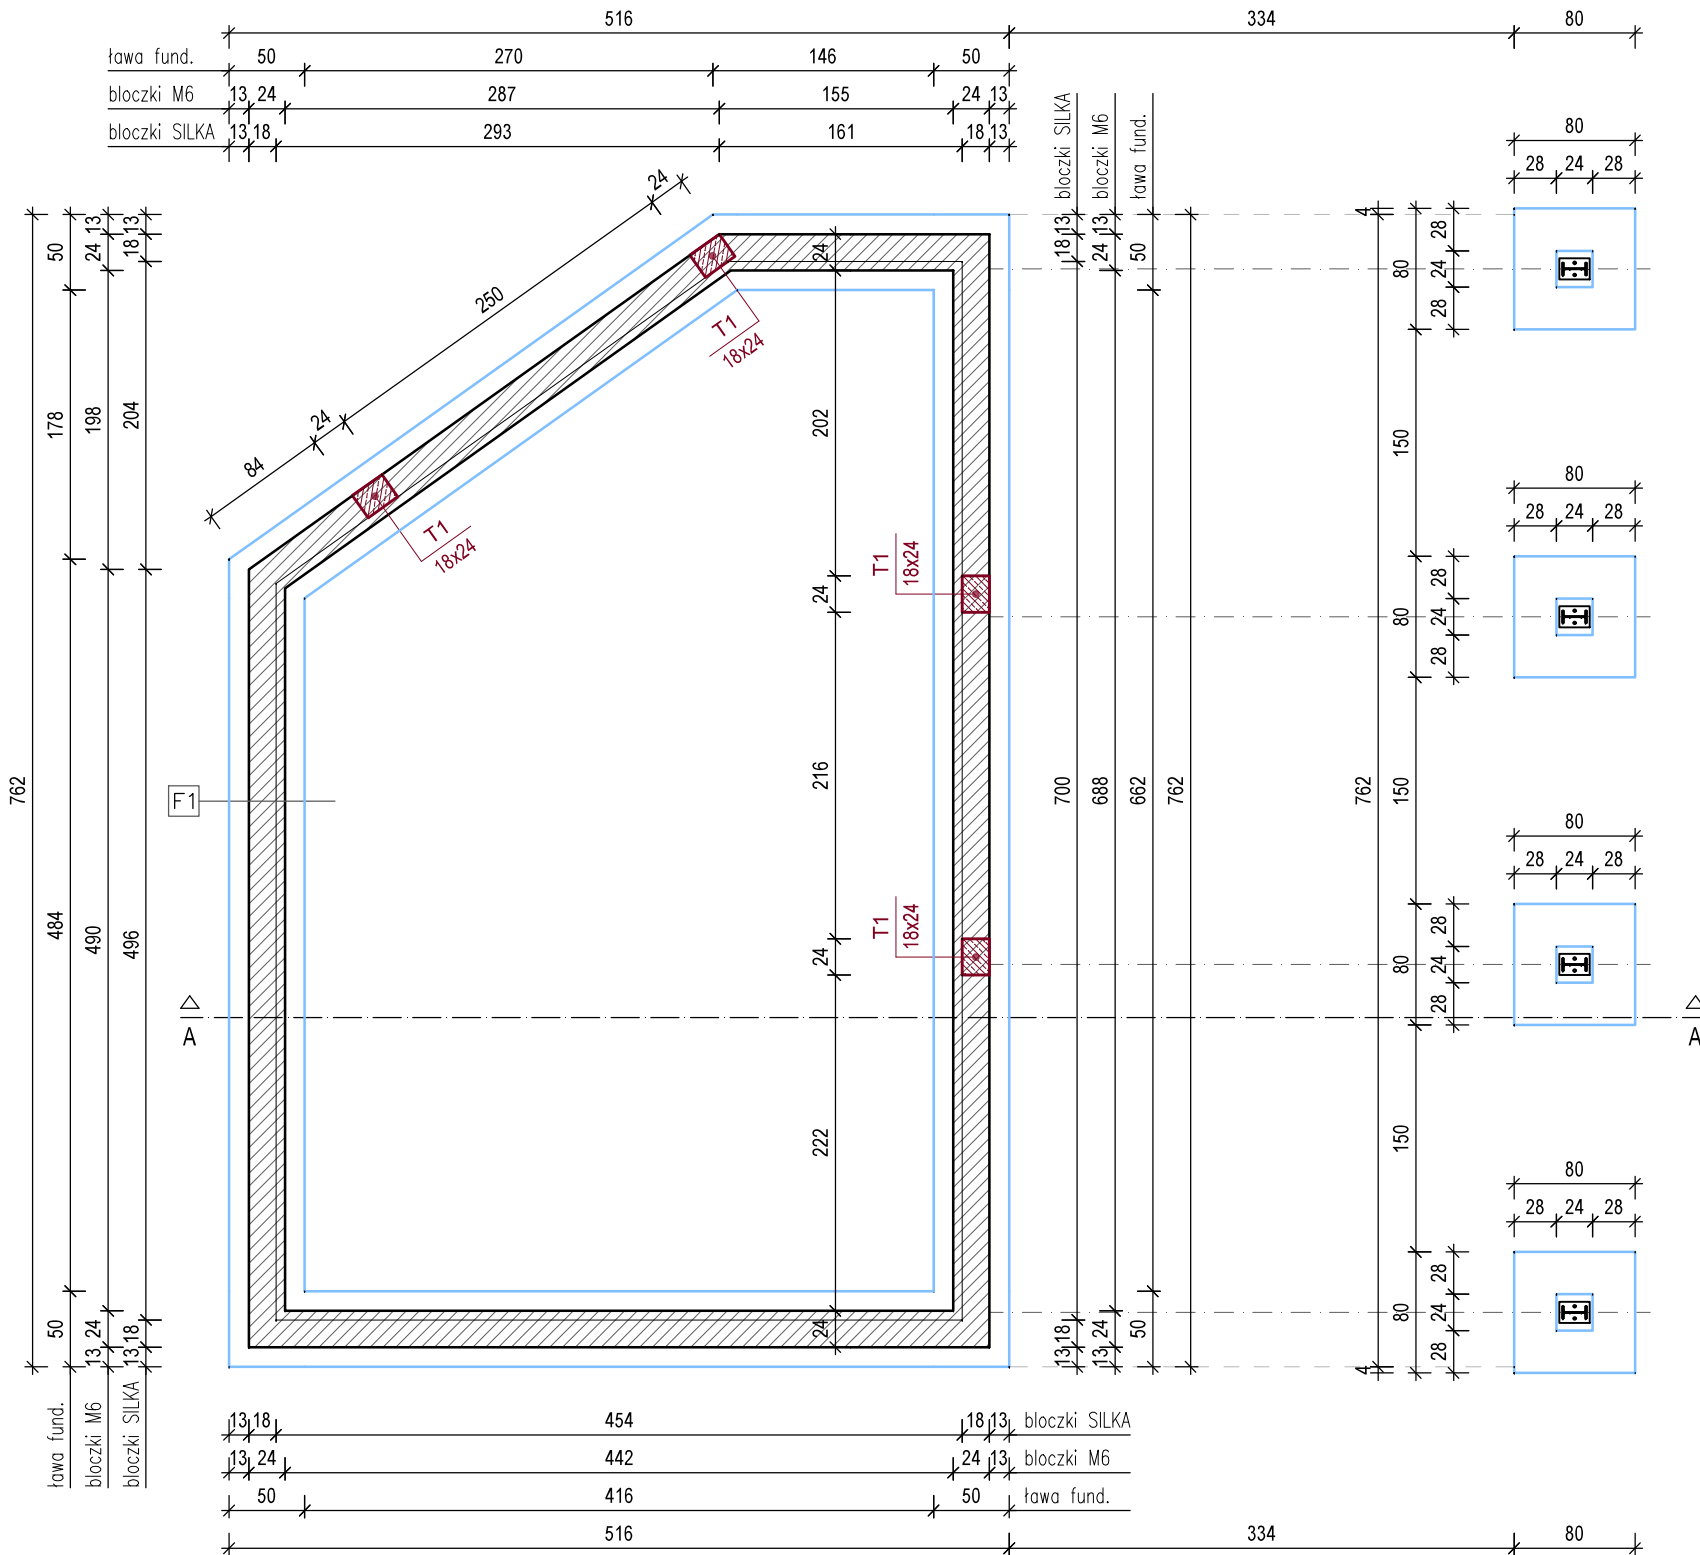 516 334 80
ława fund. 50 270 146 50
bloczki M6 13 24 287 155 24 13
bloczki SILKA 13 18 293 161 18 13
bloczki SILKA
bloczki M6
ława fund.
80
28 24 28
762
50 178 484 50
13 24 198 490 24 13
13 18 204 496 18 13
ława fund.
bloczki M6
bloczki SILKA
84 24 250 24
T1
18x24
T1
18x24
T1
18x24
T1
18x24
24 202 24 216 24 222 24
F1
A
A
13 18 700 18 13
13 24 688 24 13
50 662 50
762
4 762 4
80 150 80 150 80 150 80
28 24 28
80
28 24 28
28 24 28
80
28 24 28
28 24 28
80
28 24 28
28 24 28
13 18 454 18 13 bloczki SILKA
13 24 442 24 13 bloczki M6
50 416 50 ława fund.
516 334 80